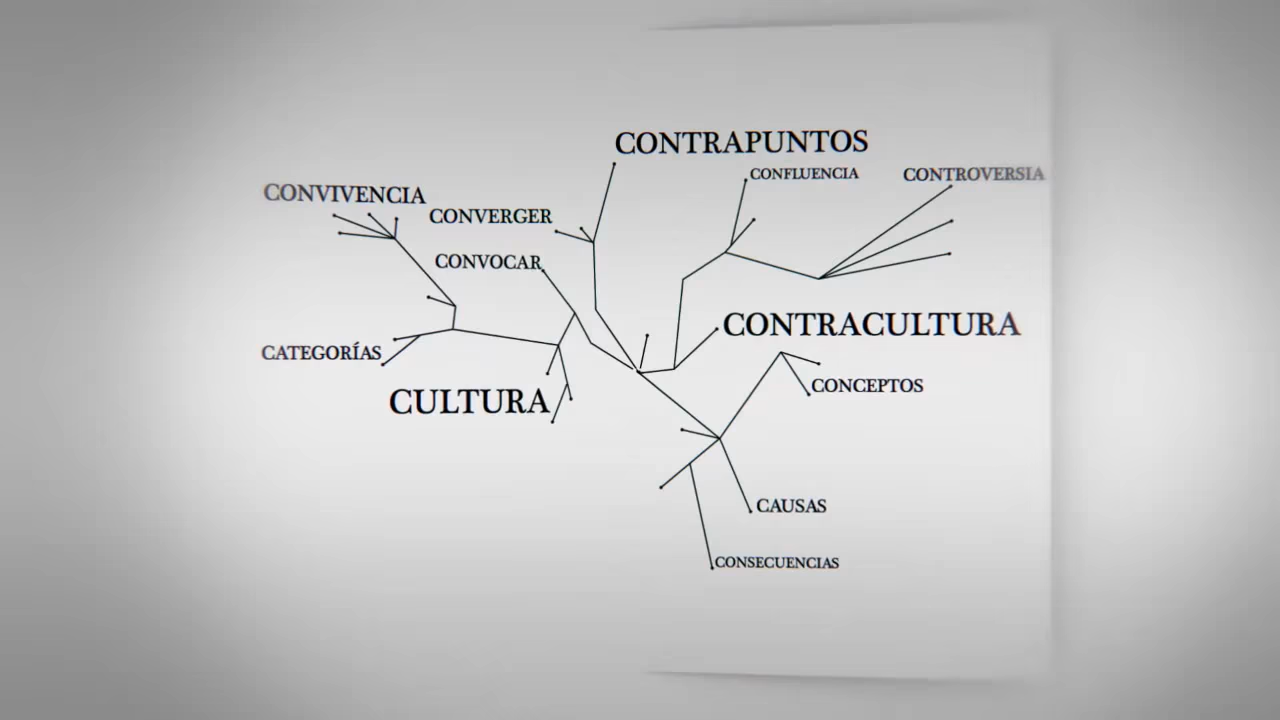 CONTRAPUNTOS
CONFLUENCIA
CONTROVERSIA
CONVIVENCIA
CONVERGER
CONVOCAR
CONTRACULTURA
CATEGORÍAS
CONCEPTOS
CULTURA
CAUSAS
CONSECUENCIAS